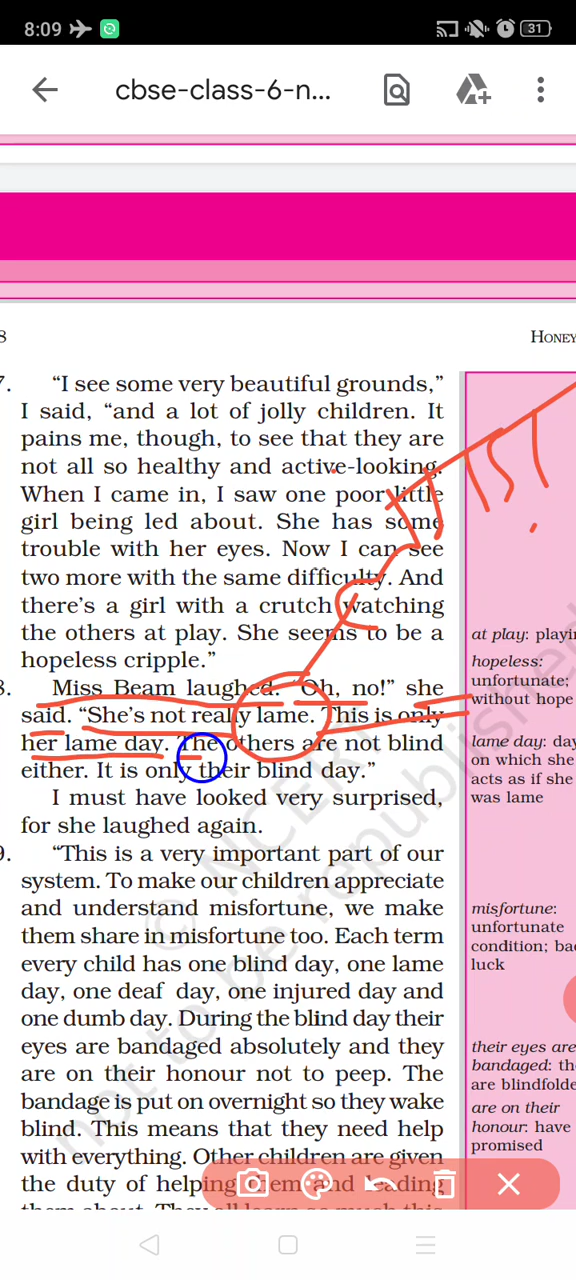 8:09
31
cbse-class-6-n...
8
HONEY
7. “I see some very beautiful grounds,”
I said, “and a lot of jolly children. It
pains me, though, to see that they are
not all so healthy and active-looking.
When I came in, I saw one poor little
girl being led about. She has some
trouble with her eyes. Now I can see
two more with the same difficulty. And
there’s a girl with a crutch watching
the others at play. She seems to be a
hopeless cripple.”
8. Miss Beam laughed. “Oh, no!” she
said. “She’s not really lame. This is only
her lame day. The others are not blind
either. It is only their blind day.”
I must have looked very surprised,
for she laughed again.
9. “This is a very important part of our
system. To make our children appreciate
and understand misfortune, we make
them share in misfortune too. Each term
every child has one blind day, one lame
day, one deaf day, one injured day and
one dumb day. During the blind day their
eyes are bandaged absolutely and they
are on their honour not to peep. The
bandage is put on overnight so they wake
blind. This means that they need help
with everything. Other children are given
the duty of helping them and leading
at play: playi
hopeless:
unfortunate;
without hope
lame day: day
on which she
acts as if she
was lame
misfortune:
unfortunate
condition; ba
luck
their eyes are
bandaged: th
are blindfolde
are on their
honour: have
promised
© NCERT
not to be republished